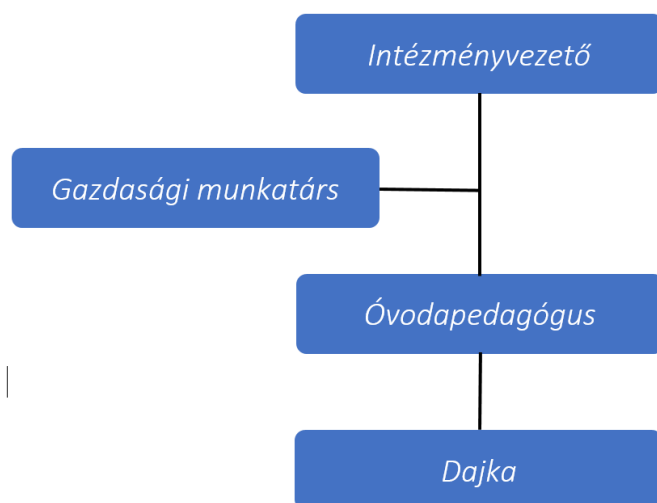 Intézményvezető
Gazdasági munkatárs
Óvodapedagógus
Dajka